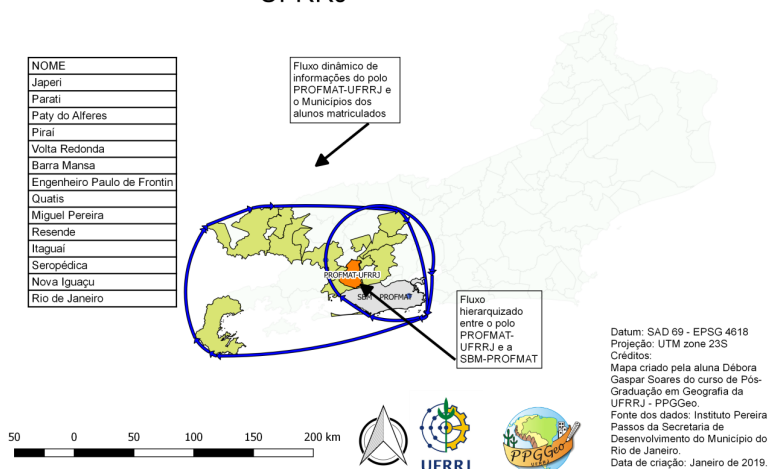 UFRRJ
NOME
Japeri
Parati
Paty do Alferes
Piraí
Volta Redonda
Barra Mansa
Engenheiro Paulo de Frontin
Quatis
Miguel Pereira
Resende
Itaguaí
Seropédica
Nova Iguaçu
Rio de Janeiro
Fluxo dinâmico de
informações do polo
PROFMAT-UFRRJ e
o Municípios dos
alunos matriculados
PROFMAT-UFRRJ
SBM - PROFMAT
Fluxo
hierarquizado
entre o polo
PROFMAT-
UFRRJ e a
SBM-PROFMAT
Datum: SAD 69 - EPSG 4618
Projeção: UTM zone 23S
Créditos:
Mapa criado pela aluna Débora
Gaspar Soares do curso de Pós-
Graduação em Geografia da
UFRRJ - PPGGeo.
Fonte dos dados: Instituto Pereira
Passos da Secretaria de
Desenvolvimento do Municipio do
Rio de Janeiro.
Data de criação: Janeiro de 2019.
50 0 50 100 150 200 km
UFRRJ
PPGGeo
UFRRJ